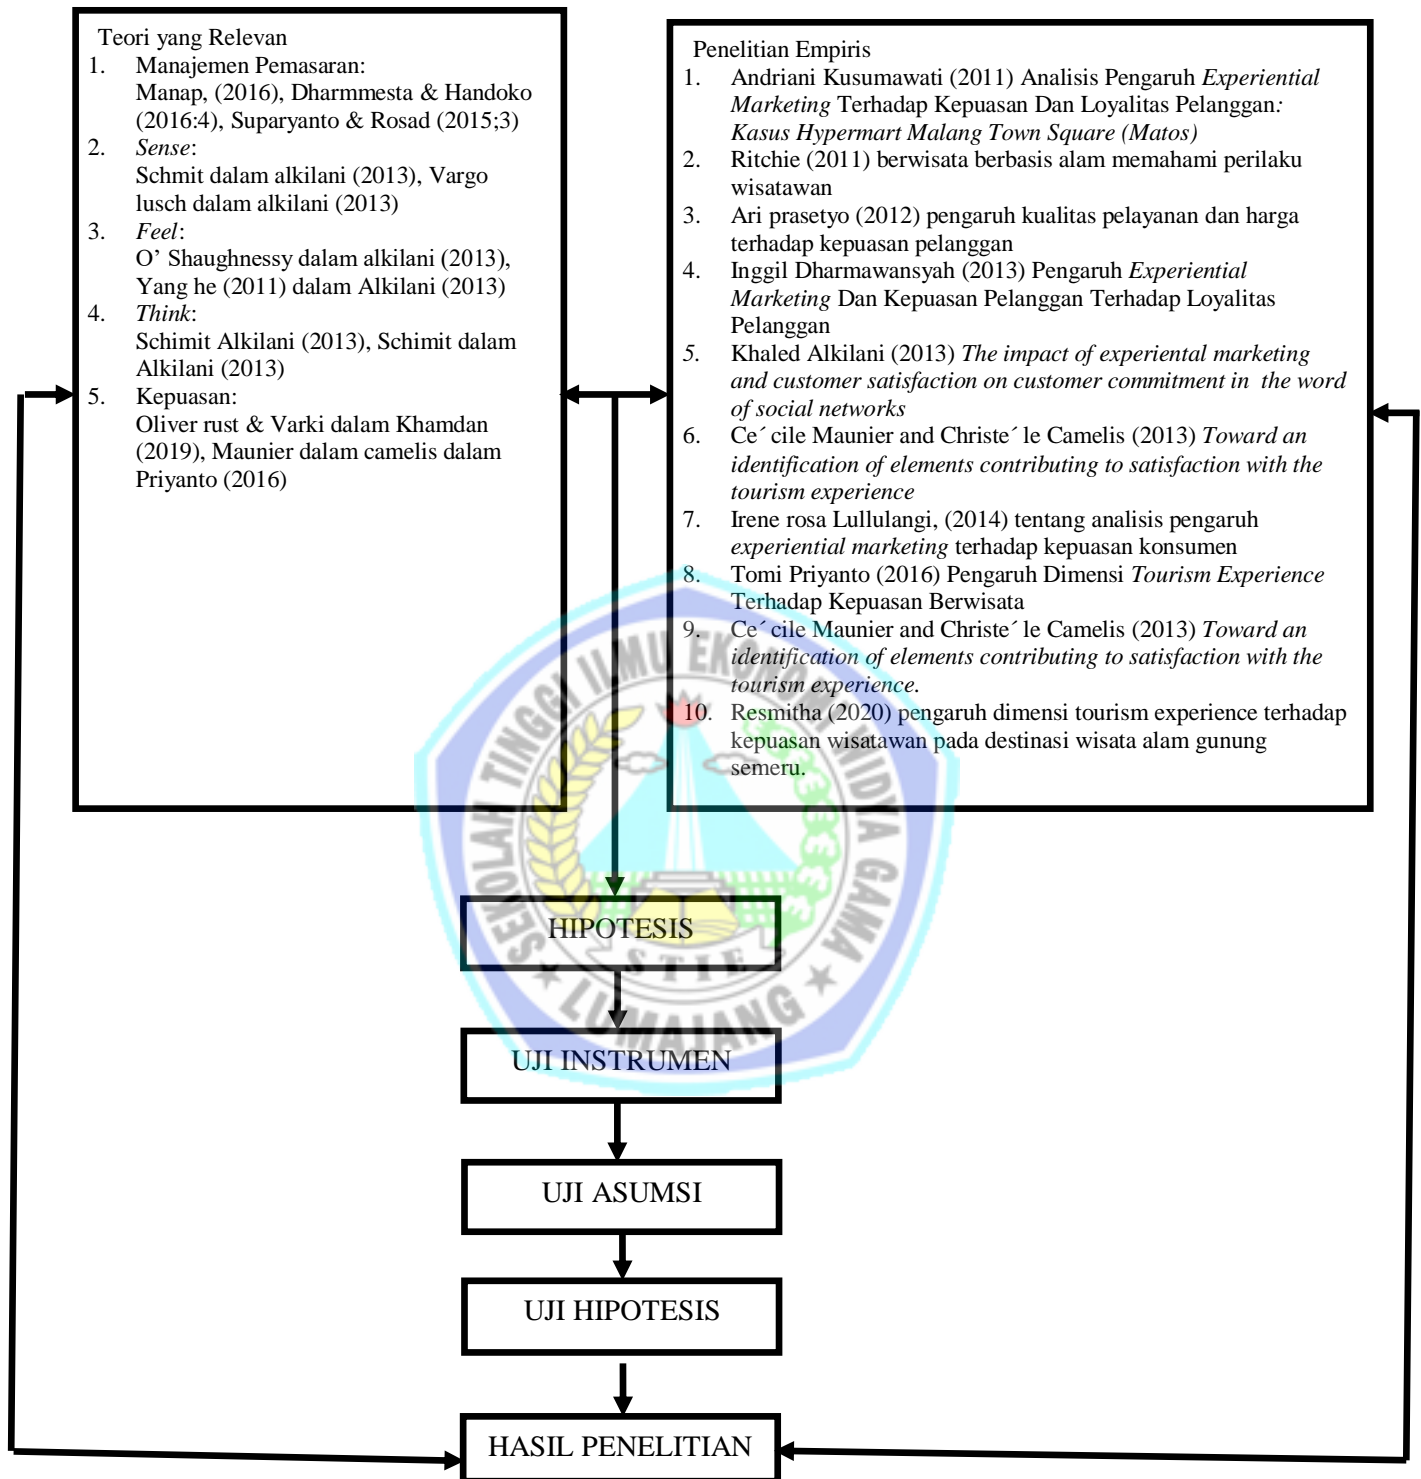 Teori yang Relevan
1. Manajemen Pemasaran:
Manap, (2016), Dharmmesta & Handoko
(2016:4), Suparyanto & Rosad (2015;3)
2. Sense:
Schmit dalam alkilani (2013), Vargo
lusch dalam alkilani (2013)
3. Feel:
O’ Shaughnessy dalam alkilani (2013),
Yang he (2011) dalam Alkilani (2013)
4. Think:
Schimit Alkilani (2013), Schimit dalam
Alkilani (2013)
5. Kepuasan:
Oliver rust & Varki dalam Khamdan
(2019), Maunier dalam camelis dalam
Priyanto (2016)
Penelitian Empiris
1. Andriani Kusumawati (2011) Analisis Pengaruh Experiential
Marketing Terhadap Kepuasan Dan Loyalitas Pelanggan:
Kasus Hypermart Malang Town Square (Matos)
2. Ritchie (2011) berwisata berbasis alam memahami perilaku
wisatawan
3. Ari prasetyo (2012) pengaruh kualitas pelayanan dan harga
terhadap kepuasan pelanggan
4. Inggil Dharmawansyah (2013) Pengaruh Experiential
Marketing Dan Kepuasan Pelanggan Terhadap Loyalitas
Pelanggan
5. Khaled Alkilani (2013) The impact of experiental marketing
and customer satisfaction on customer commitment in the word
of social networks
6. Ce´ cile Maunier and Christe´ le Camelis (2013) Toward an
identification of elements contributing to satisfaction with the
tourism experience
7. Irene rosa Lullulangi, (2014) tentang analisis pengaruh
experiential marketing terhadap kepuasan konsumen
8. Tomi Priyanto (2016) Pengaruh Dimensi Tourism Experience
Terhadap Kepuasan Berwisata
9. Ce´ cile Maunier and Christe´ le Camelis (2013) Toward an
identification of elements contributing to satisfaction with the
tourism experience.
10. Resmitha (2020) pengaruh dimensi tourism experience terhadap
kepuasan wisatawan pada destinasi wisata alam gunung
semeru.
SEKOLAH TINGGI ILMU EKONOMI WIDYA GAMA
STIE
LUMAJANG
HIPOTESIS
UJI INSTRUMEN
UJI ASUMSI
UJI HIPOTESIS
HASIL PENELITIAN